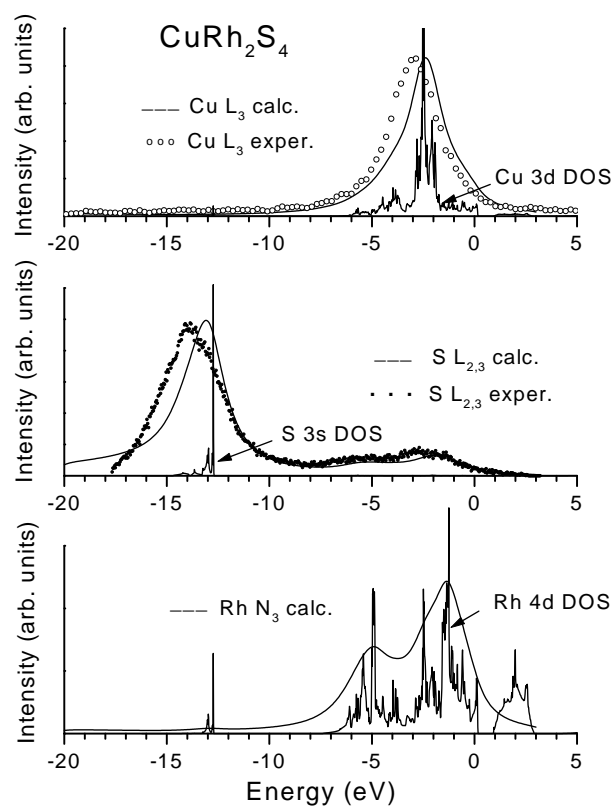 CuRh2S4
Intensity (arb. units)
Cu L3 calc.
Cu L3 exper.
Cu 3d DOS
-20 -15 -10 -5 0 5
Intensity (arb. units)
S L2,3 calc.
S L2,3 exper.
S 3s DOS
-20 -15 -10 -5 0 5
Intensity (arb. units)
Rh N3 calc.
Rh 4d DOS
-20 -15 -10 -5 0 5
Energy (eV)